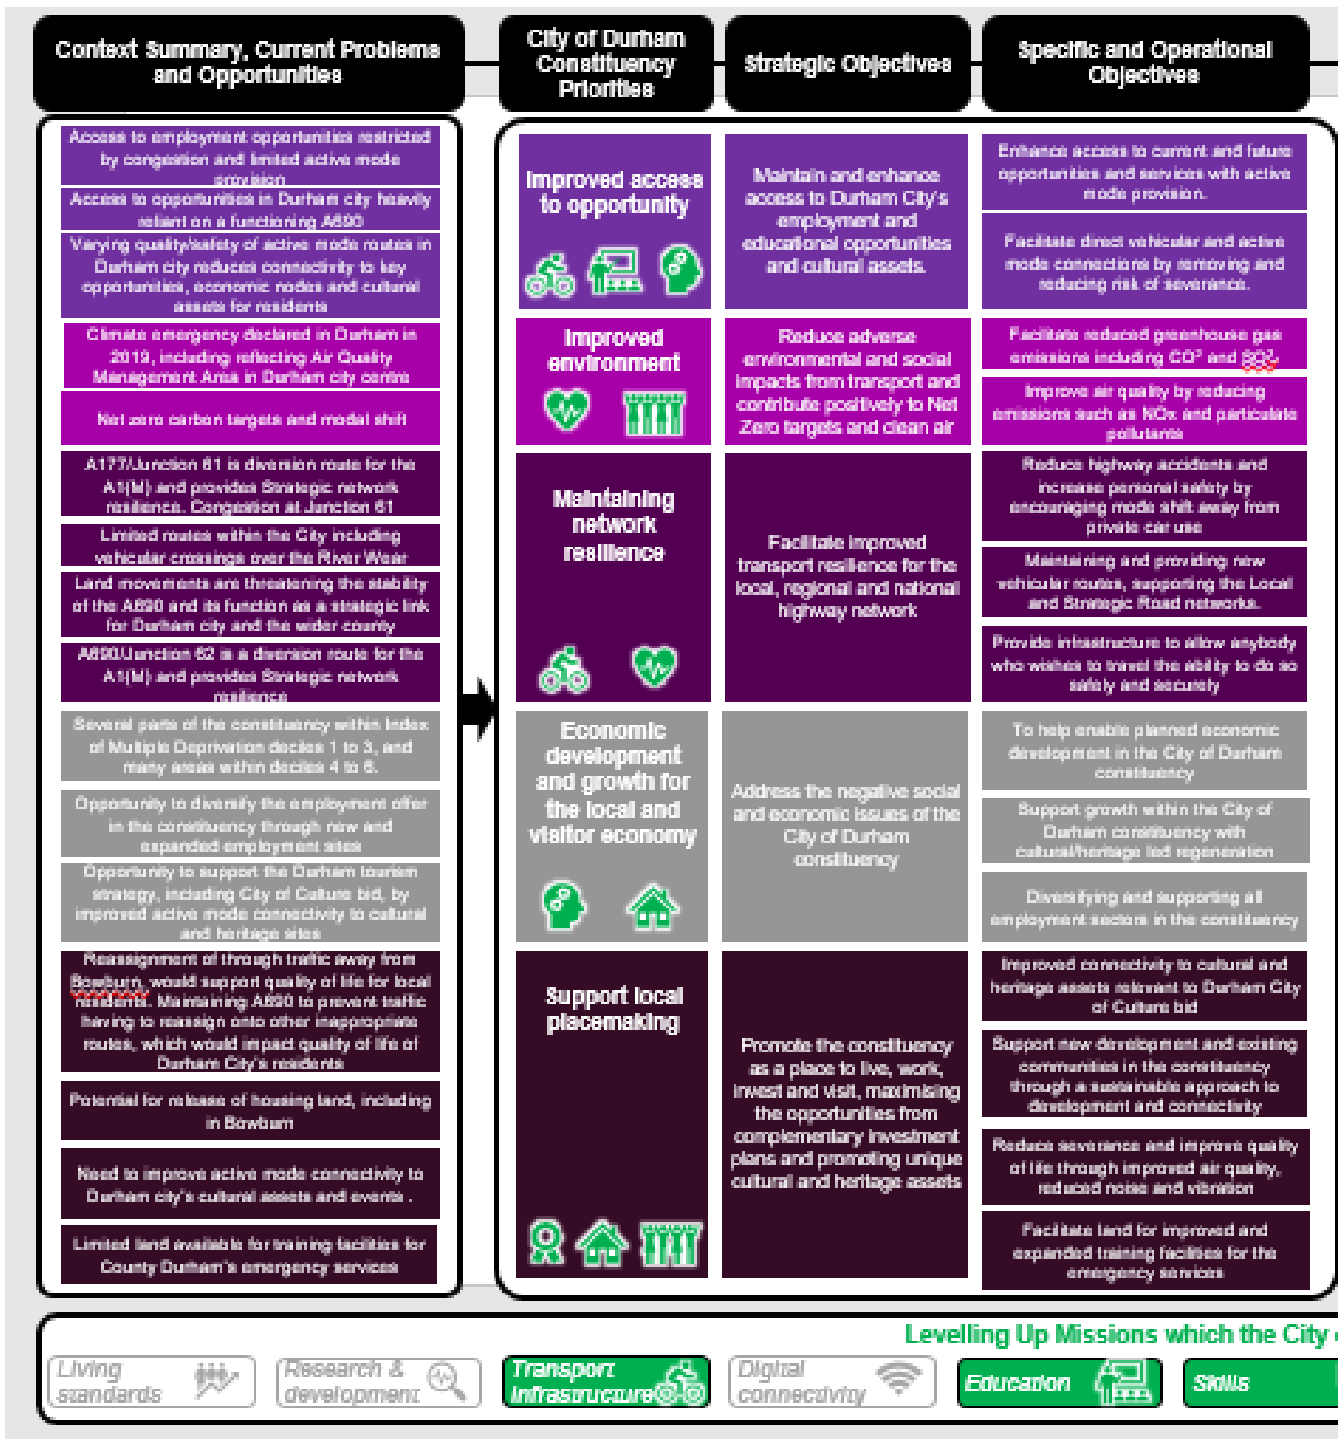 Context Summary, Current Problems
and Opportunities
City of Durham
Constituency
Priorities
Strategic Objectives
Specific and Operational
Objectives
Access to employment opportunities restricted
by congestion and limited active mode
provision
Access to opportunities in Durham city heavily
reliant on a functioning A690
Varying quality/safety of active mode routes in
Durham city reduces connectivity to key
opportunities, economic nodes and cultural
assets for residents
Climate emergency declared in Durham in
2019, including reflecting Air Quality
Management Area in Durham city centre
Net zero carbon targets and modal shift
A177/Junction 61 is diversion route for the
A1(M) and provides Strategic network
resilience. Congestion at Junction 61
Limited routes within the City including
vehicular crossings over the River Wear
Land movements are threatening the stability
of the A690 and its function as a strategic link
for Durham city and the wider county
A690/Junction 62 is a diversion route for the
A1(M) and provides Strategic network
resilience
Several parts of the constituency within Index
of Multiple Deprivation deciles 1 to 3, and
many areas within deciles 4 to 6.
Opportunity to diversify the employment offer
in the constituency through new and
expanded employment sites
Opportunity to support the Durham tourism
strategy, including City of Culture bid, by
improved active mode connectivity to cultural
and heritage sites
Reassignment of through traffic away from
Bowburn, would support quality of life for local
residents. Maintaining A690 to prevent traffic
having to reassign onto other inappropriate
routes, which would impact quality of life of
Durham City's residents
Potential for release of housing land, including
in Bowburn
Need to improve active mode connectivity to
Durham city's cultural assets and events .
Limited land available for training facilities for
County Durham's emergency services
Improved access
to opportunity
Improved
environment
Maintaining
network
resilience
Economic
development
and growth for
the local and
visitor economy
Support local
placemaking
Maintain and enhance
access to Durham City's
employment and
educational opportunities
and cultural assets.
Reduce adverse
environmental and social
impacts from transport and
contribute positively to Net
Zero targets and clean air
Facilitate improved
transport resilience for the
local, regional and national
highway network
Address the negative social
and economic issues of the
City of Durham
constituency
Promote the constituency
as a place to live, work,
invest and visit, maximising
the opportunities from
complementary investment
plans and promoting unique
cultural and heritage assets
Enhance access to current and future
opportunities and services with active
mode provision.
Facilitate direct vehicular and active
mode connections by removing and
reducing risk of severance.
Facilitate reduced greenhouse gas
emissions including CO² and SO²
Improve air quality by reducing
emissions such as NOx and particulate
pollutants
Reduce highway accidents and
increase personal safety by
encouraging mode shift away from
private car use
Maintaining and providing new
vehicular routes, supporting the Local
and Strategic Road networks.
Provide infrastructure to allow anybody
who wishes to travel the ability to do so
safely and securely
To help enable planned economic
development in the City of Durham
constituency
Support growth within the City of
Durham constituency with
cultural/heritage led regeneration
Diversifying and supporting all
employment sectors in the constituency
Improved connectivity to cultural and
heritage assets relevant to Durham City
of Culture bid
Support new development and existing
communities in the constituency
through a sustainable approach to
development and connectivity
Reduce severance and improve quality
of life through improved air quality,
reduced noise and vibration
Facilitate land for improved and
expanded training facilities for the
emergency services
Levelling Up Missions which the City
Living
standards
Research &
development
Transport
infrastructure
Digital
connectivity
Education
Skills